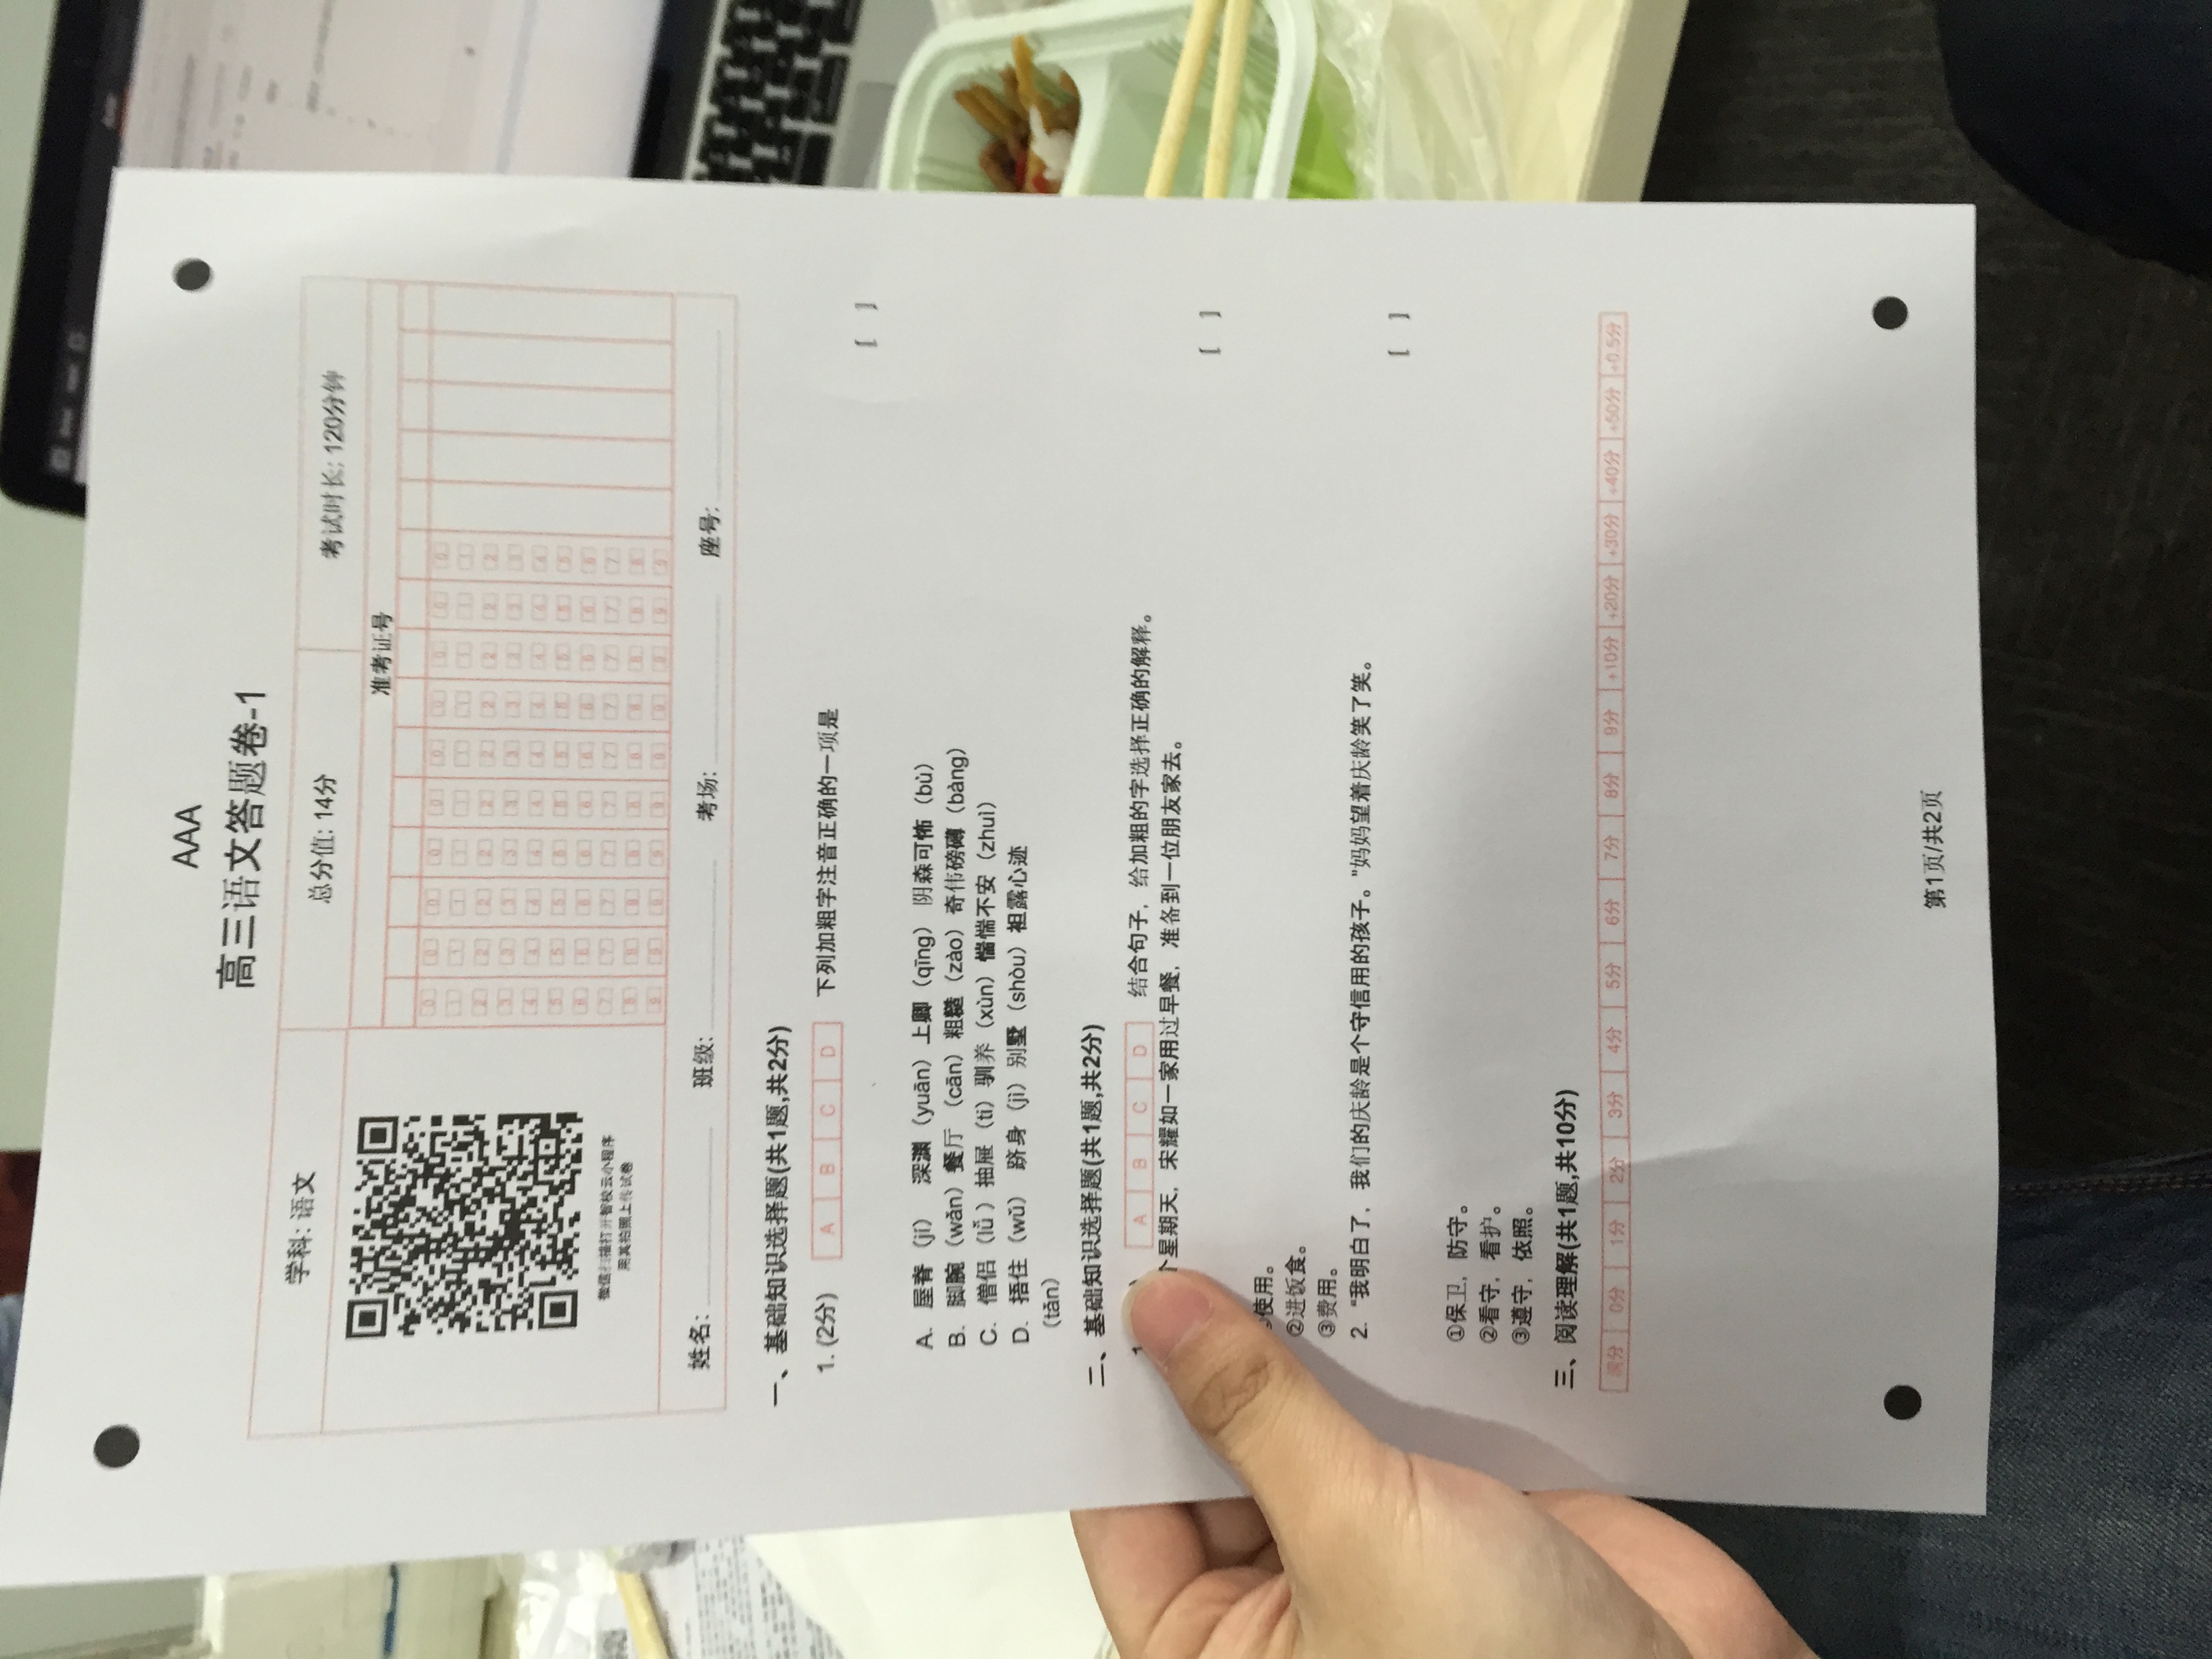 AAA
高三语文答题卷-1
学科: 语文
总分值: 14分
考试时长: 120分钟
准考证号
0 0 0 0 0 0 0 0 0 0
1 1 1 1 1 1 1 1 1 1
2 2 2 2 2 2 2 2 2 2
3 3 3 3 3 3 3 3 3 3
4 4 4 4 4 4 4 4 4 4
5 5 5 5 5 5 5 5 5 5
6 6 6 6 6 6 6 6 6 6
7 7 7 7 7 7 7 7 7 7
8 8 8 8 8 8 8 8 8 8
9 9 9 9 9 9 9 9 9 9
微信扫描打开智校云小程序
用其拍照上传试卷
姓名: 班级: 考场: 座号:
一、基础知识选择题(共1题,共2分)
1. (2分) A B C D 下列加粗字注音正确的一项是
[ ]
A. 屋脊（jí） 深渊（yuān）上卿（qīng） 阴森可怖（bù）
B. 脚腕（wǎn）餐厅 （cān）粗糙（zào）奇伟磅礴（bàng）
C. 僧侣（lǚ ）抽屉（ti）驯养（xùn）惴惴不安（zhuì）
D. 捂住（wǔ） 跻身（jì）别墅（shòu）袒露心迹
（tǎn）
二、基础知识选择题(共1题,共2分)
A B C D 结合句子，给加粗的字选择正确的解释。
个星期天，宋耀如一家用过早餐，准备到一位朋友家去。
[ ]
使用。
②进饭食。
③费用。
2. “我明白了，我们的庆龄是个守信用的孩子。”妈妈望着庆龄笑了笑。
[ ]
①保卫，防守。
②看守，看护。
③遵守，依照。
三、阅读理解(共1题,共10分)
满分 0分 1分 2分 3分 4分 5分 6分 7分 8分 9分 +10分 +20分 +30分 +40分 +50分 +0.5分
第1页/共2页